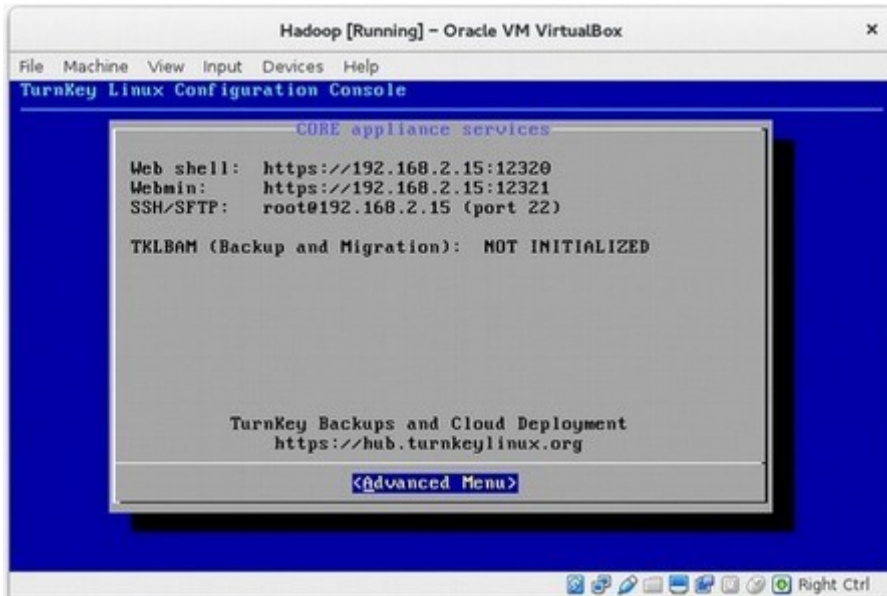 Hadoop [Running] – Oracle VM VirtualBox
File Machine View Input Devices Help
TurnKey Linux Configuration Console
CORE appliance services
Web shell: https://192.168.2.15:12320
Webmin: https://192.168.2.15:12321
SSH/SFTP: root@192.168.2.15 (port 22)
TKLBAM (Backup and Migration): NOT INITIALIZED
TurnKey Backups and Cloud Deployment
https://hub.turnkeylinux.org
<Advanced Menu>
Right Ctrl